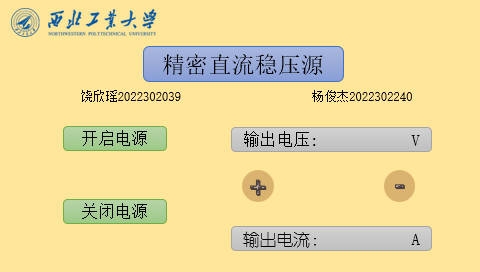 西北工业大学
NORTHWESTERN POLYTECHNICAL UNIVERSITY
精密直流稳压源
饶欣瑶2022302039 杨俊杰2022302240
开启电源 输出电压: V
+ -
关闭电源
输出电流: A